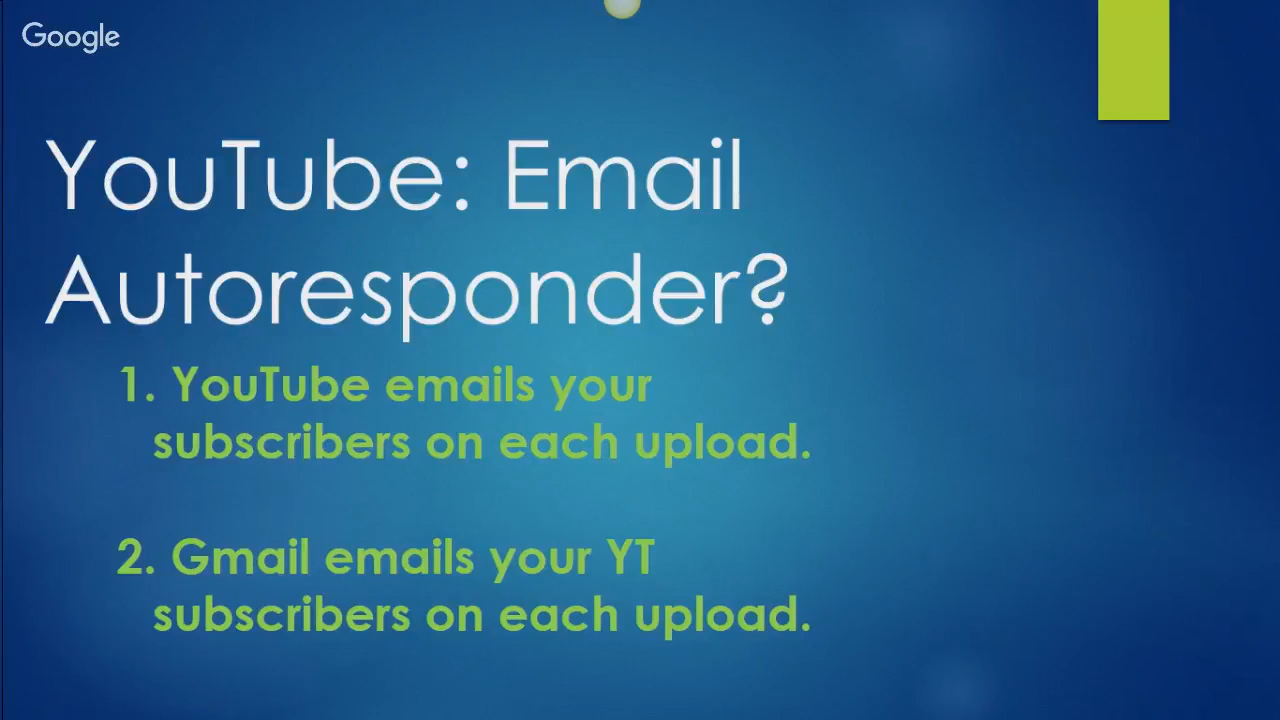 Google
YouTube: Email
Autoresponder?
1. YouTube emails your
subscribers on each upload.
2. Gmail emails your YT
subscribers on each upload.